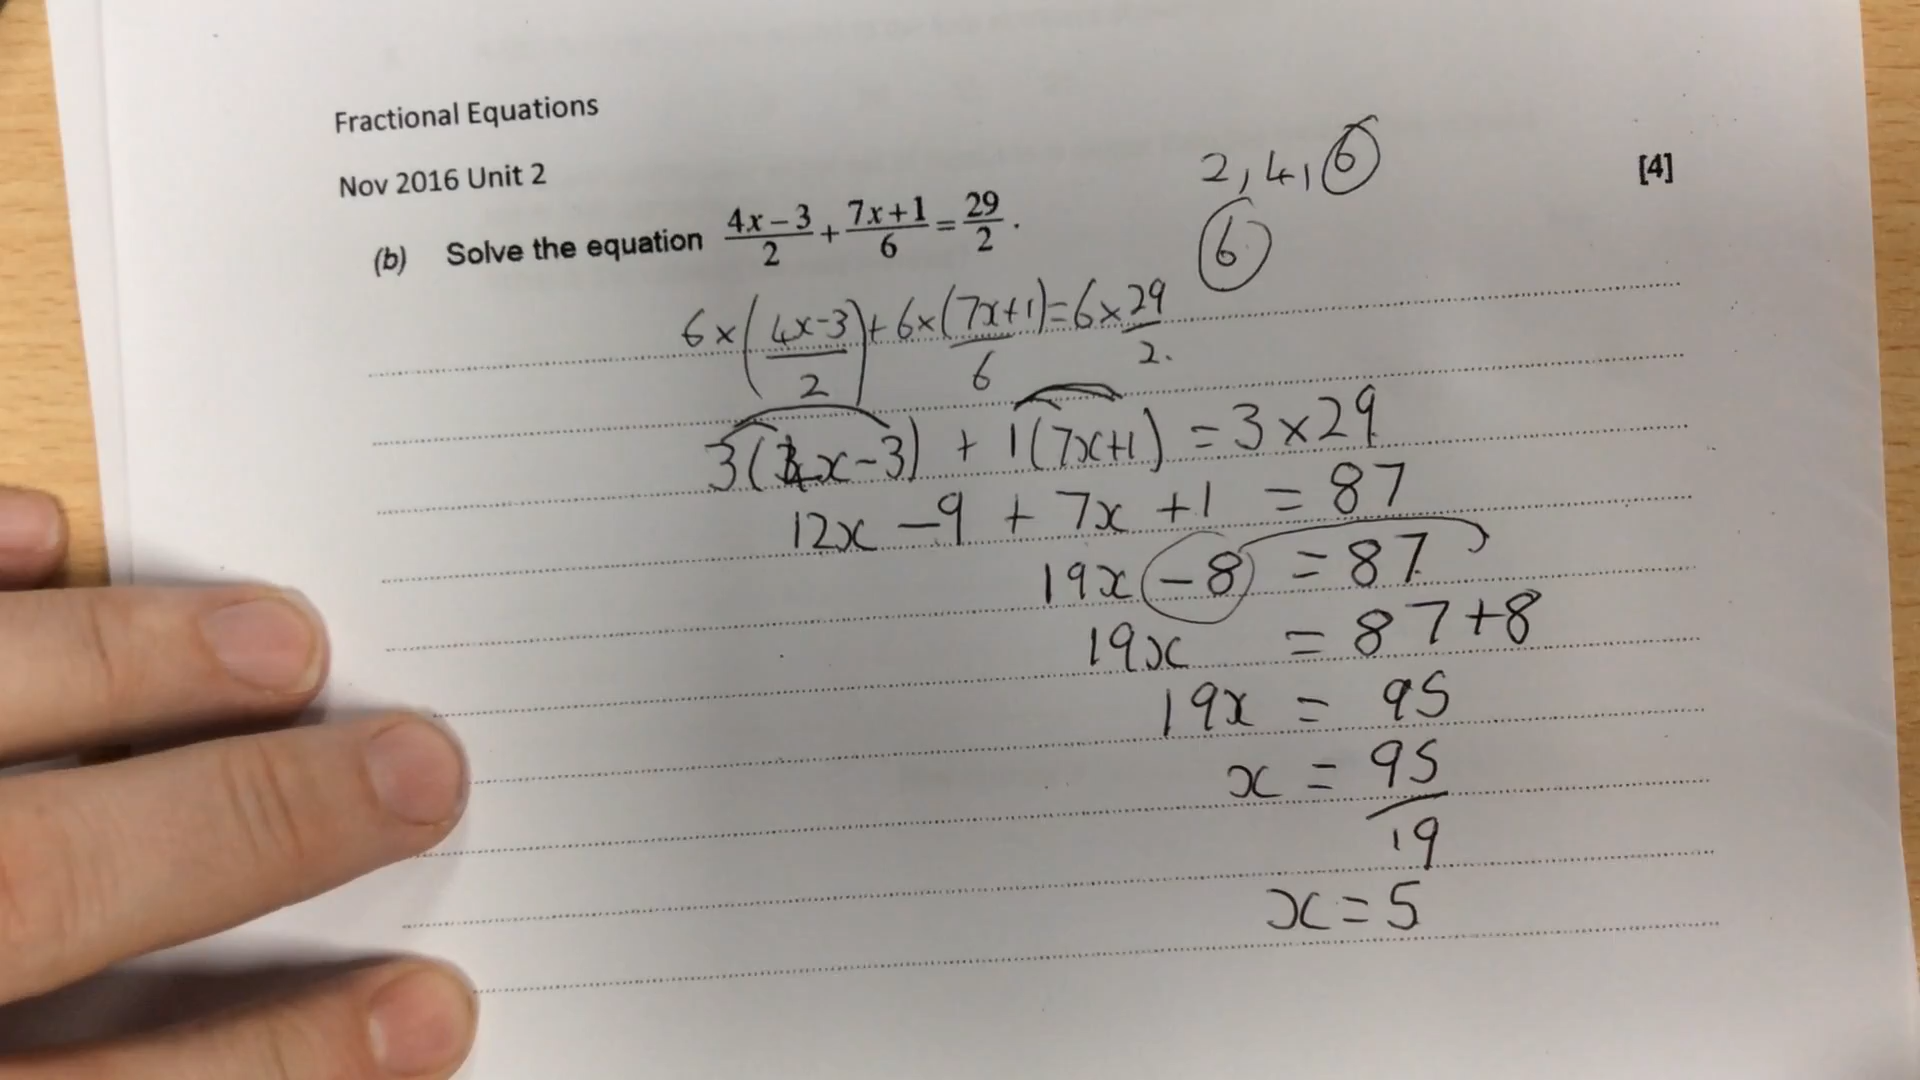 Fractional Equations
Nov 2016 Unit 2
2, 4, 6
[4]
(b) Solve the equation (4x-3)/2 + (7x+1)/6 = 29/2.
6
6 × (4x-3)/2 + 6 × (7x+1)/6 = 6 × 29/2.
3(4x-3) + 1(7x+1) = 3 × 29
12x - 9 + 7x + 1 = 87
19x - 8 = 87
19x = 87+8
19x = 95
x = 95/19
x = 5